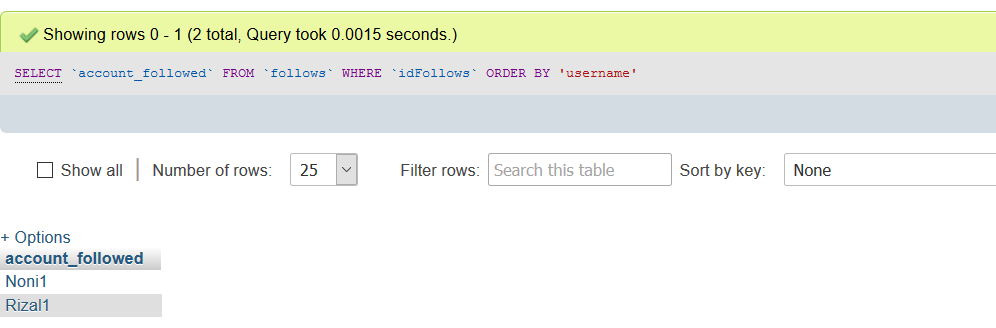 Showing rows 0 - 1 (2 total, Query took 0.0015 seconds.)
SELECT `account_followed` FROM `follows` WHERE `idFollows` ORDER BY 'username'
Show all | Number of rows: 25 Filter rows: Search this table Sort by key: None
+ Options
account_followed
Noni1
Rizal1